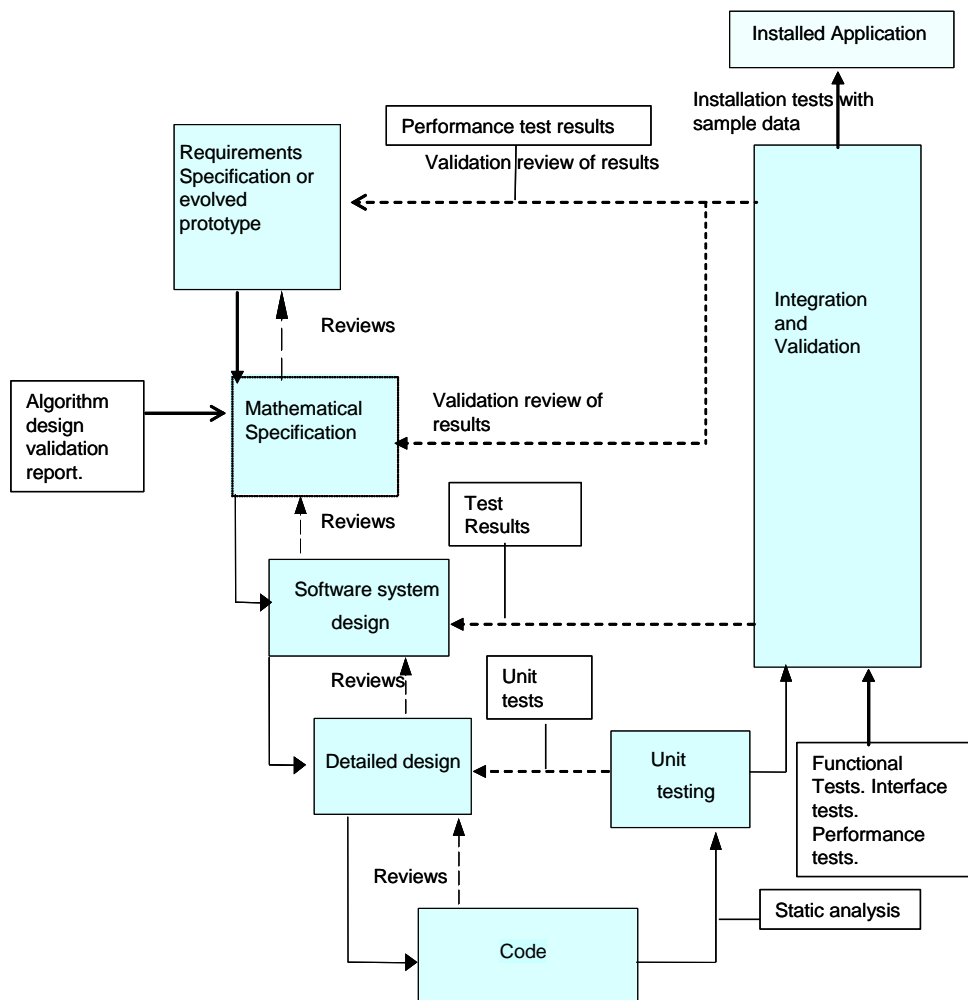 Installed Application
Installation tests with
sample data
Performance test results
Validation review of results
Requirements
Specification or
evolved
prototype
Integration
and
Validation
Reviews
Algorithm
design
validation
report.
Mathematical
Specification
Validation review of
results
Test
Results
Reviews
Software system
design
Reviews
Unit
tests
Detailed design
Unit
testing
Functional
Tests. Interface
tests.
Performance
tests.
Reviews
Static analysis
Code